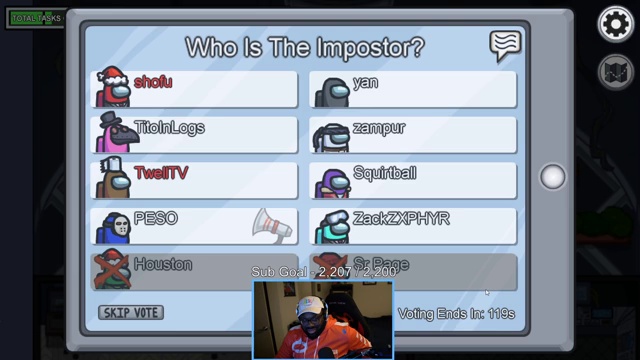 TOTAL TASKS
Who Is The Impostor?
shofu
yan
TitoInLogs
zampur
TwellTV
Squirtball
PESO
ZackZXPHYR
Houston
Sr Page
Sub Goal - 2,207 / 2,200
SKIP VOTE
Voting Ends In: 119s